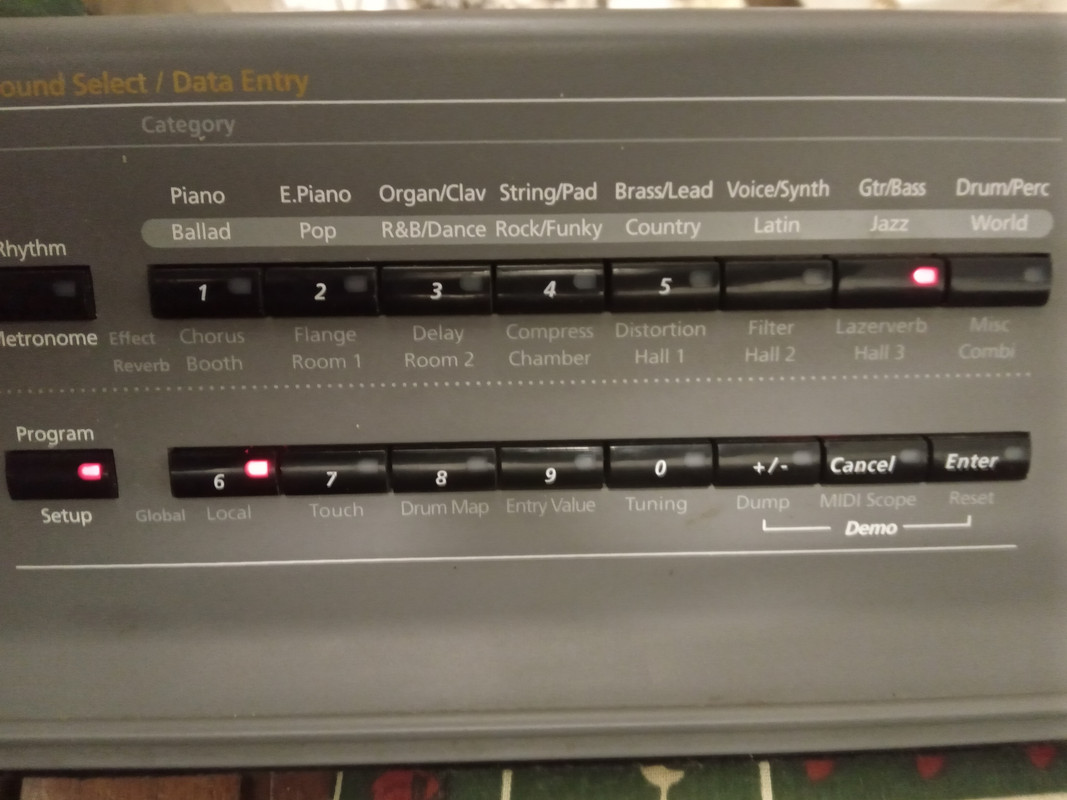 ound Select / Data Entry
Category
Piano E.Piano Organ/Clav String/Pad Brass/Lead Voice/Synth Gtr/Bass Drum/Perc
Ballad Pop R&B/Dance Rock/Funky Country Latin Jazz World
Rhythm
1 2 3 4 5
Metronome Effect Chorus Flange Delay Compress Distortion Filter Lazerverb Misc
Reverb Booth Room 1 Room 2 Chamber Hall 1 Hall 2 Hall 3 Combi
Program
6 7 8 9 0 +/- Cancel Enter
Setup Global Local Touch Drum Map Entry Value Tuning Dump MIDI Scope Reset
Demo